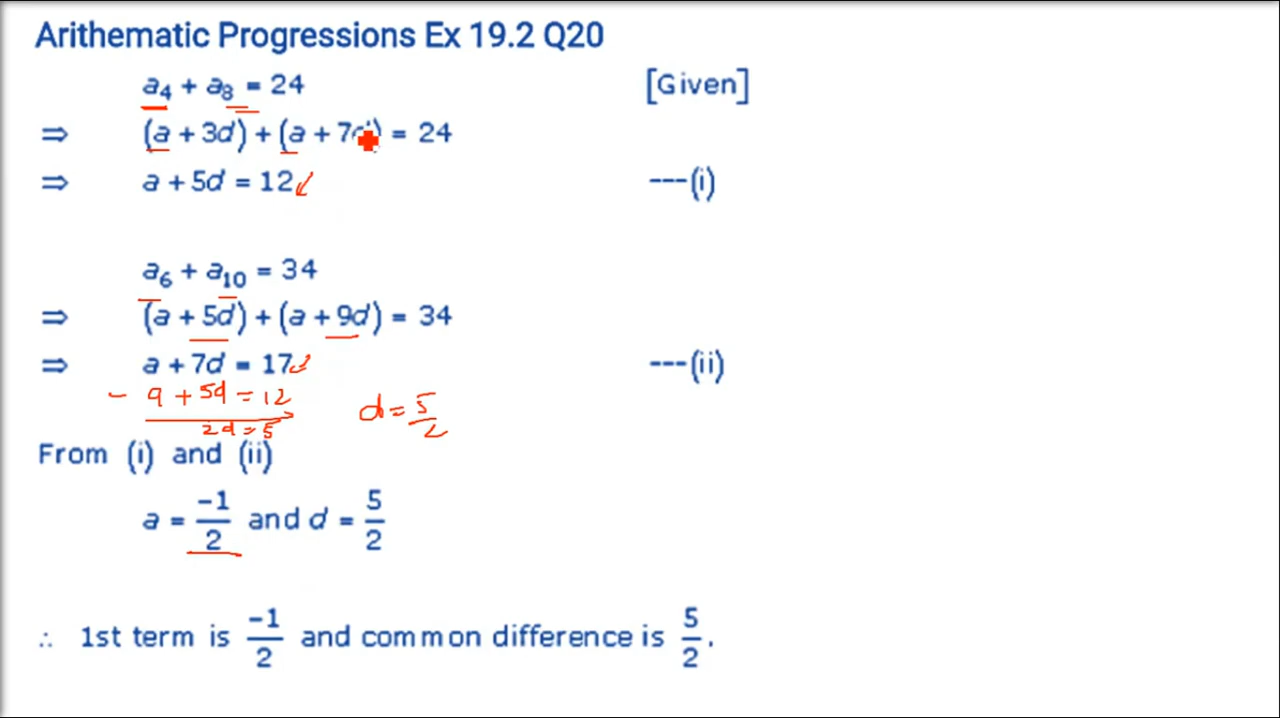 Arithematic Progressions Ex 19.2 Q20
a₄ + a₈ = 24 [Given]
⇒ (a + 3d) + (a + 7d) = 24
⇒ a + 5d = 12 ---(i)
a₆ + a₁₀ = 34
⇒ (a + 5d) + (a + 9d) = 34
⇒ a + 7d = 17 ---(ii)
- a + 5d = 12
2d = 5
d = 5/2
From (i) and (ii)
a = -1/2 and d = 5/2
∴ 1st term is -1/2 and common difference is 5/2.